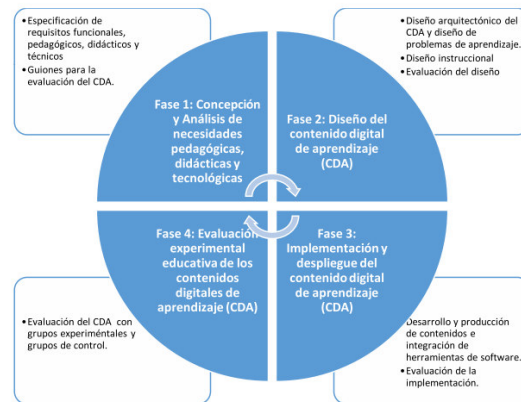 • Especificación de
requisitos funcionales,
pedagógicos, didácticos y
técnicos
• Guiones para la
evaluación del CDA.
• Diseño arquitectónico del
CDA y diseño de
problemas de aprendizaje.
• Diseño instruccional
• Evaluación del diseño
Fase 1: Concepción
y Análisis de
necesidades
pedagógicas,
didácticas y
tecnológicas
Fase 2: Diseño del
contenido digital
de aprendizaje
(CDA)
Fase 4: Evaluación
experimental
educativa de los
contenidos
digitales de
aprendizaje (CDA)
Fase 3:
Implementación y
despliegue del
contenido digital
de aprendizaje
(CDA)
• Evaluación del CDA con
grupos experiméntales y
grupos de control.
Desarrollo y producción
de contenidos e
integración de
herramientas de software.
• Evaluación de la
implementación.